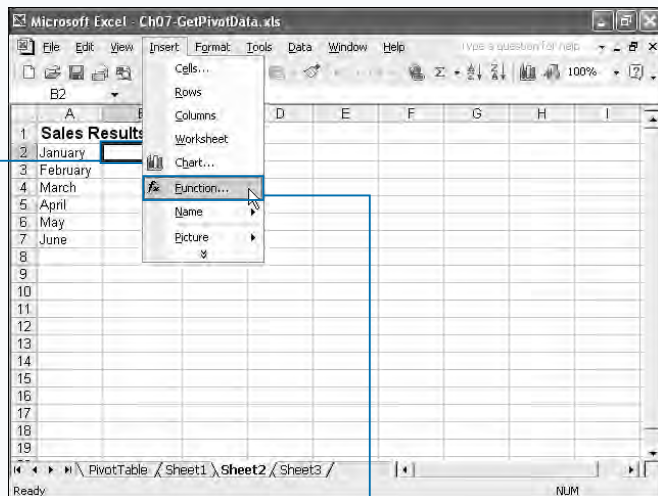 Microsoft Excel - Ch07-GetPivotData.xls
File Edit View Insert Format Tools Data Window Help Type a question for help
100%
B2
A D E F G H I
1 Sales Results
2 January
3 February
4 March
5 April
6 May
7 June
8
9
10
11
12
13
14
15
16
17
18
19
Cells...
Rows
Columns
Worksheet
Chart...
fx Function...
Name
Picture
PivotTable / Sheet1 \ Sheet2 / Sheet3 /
Ready NUM